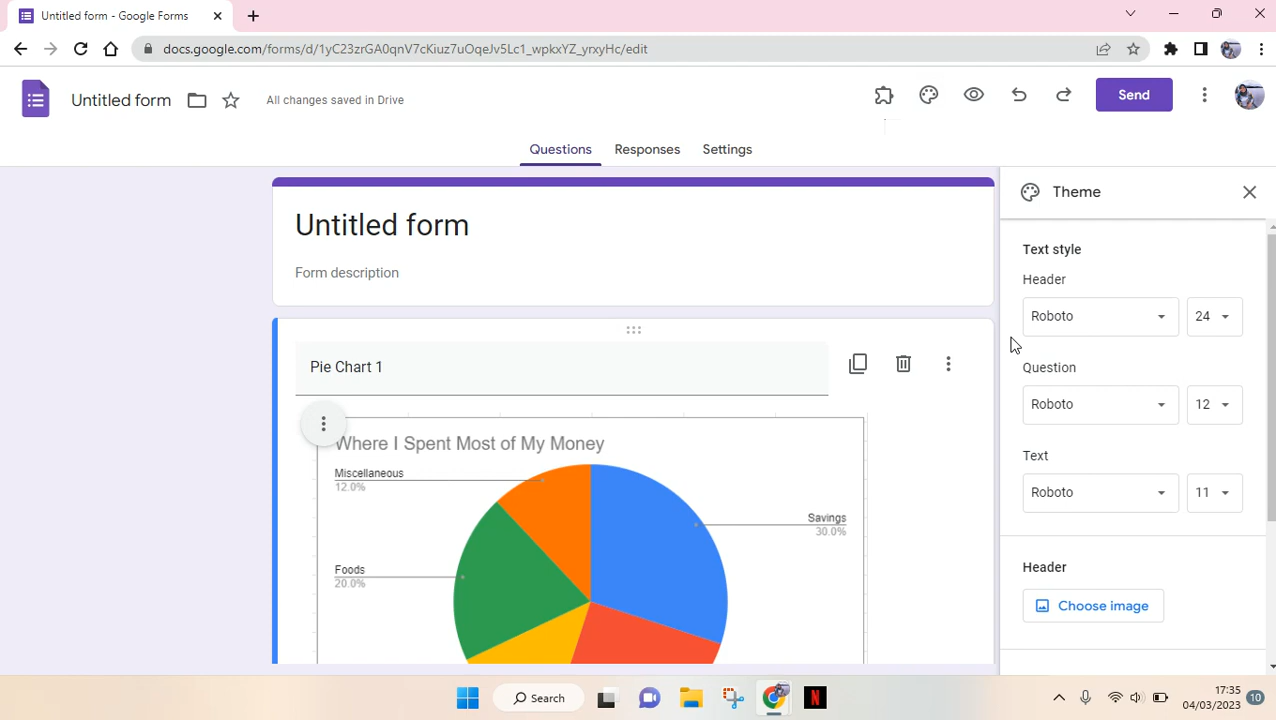 Untitled form - Google Forms
docs.google.com/forms/d/1yC23zrGA0qnV7cKiuz7uOqeJv5Lc1_wpkxYZ_yrxyHc/edit
Untitled form
All changes saved in Drive
Send
Questions
Responses
Settings
Untitled form
Form description
Pie Chart 1
Where I Spent Most of My Money
Miscellaneous
12.0%
Savings
30.0%
Foods
20.0%
Theme
Text style
Header
Roboto
24
Question
Roboto
12
Text
Roboto
11
Header
Choose image
Search
N
17:35
04/03/2023
10